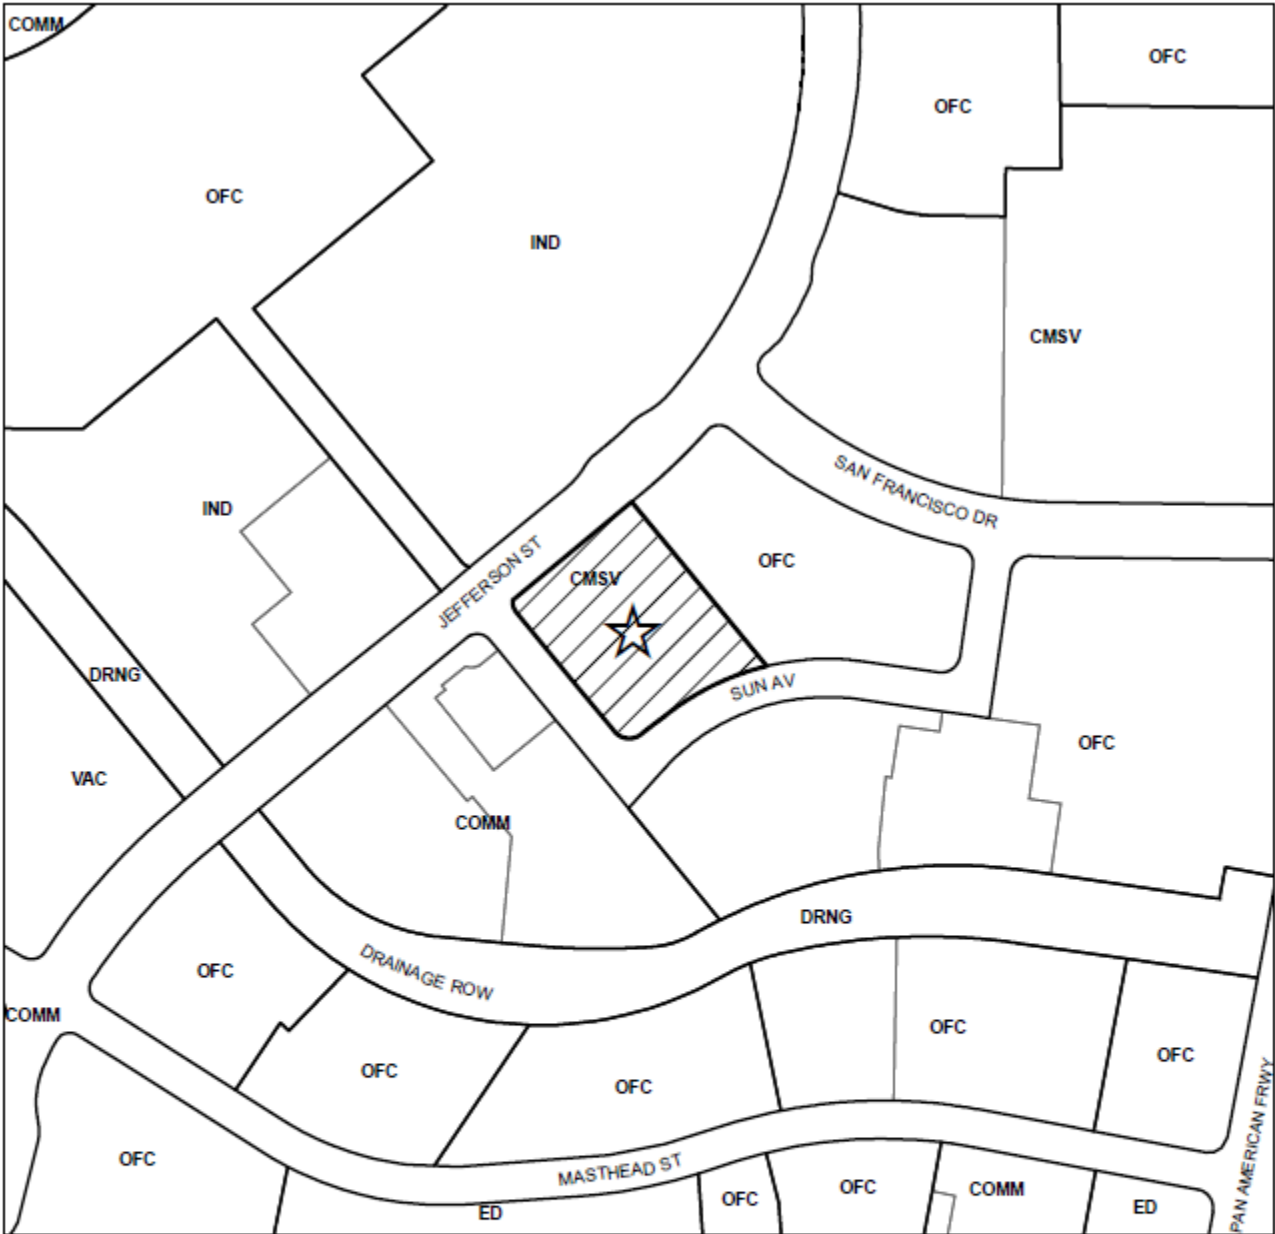 COMM
OFC
OFC
OFC
IND
CMSV
SAN FRANCISCO DR
IND
JEFFERSON ST
CMSV
OFC
DRNG
SUN AV
OFC
VAC
COMM
DRNG
OFC
DRAINAGE ROW
COMM
OFC
OFC
OFC
OFC
PAN AMERICAN FRWY
OFC
MASTHEAD ST
ED
OFC
OFC
COMM
ED